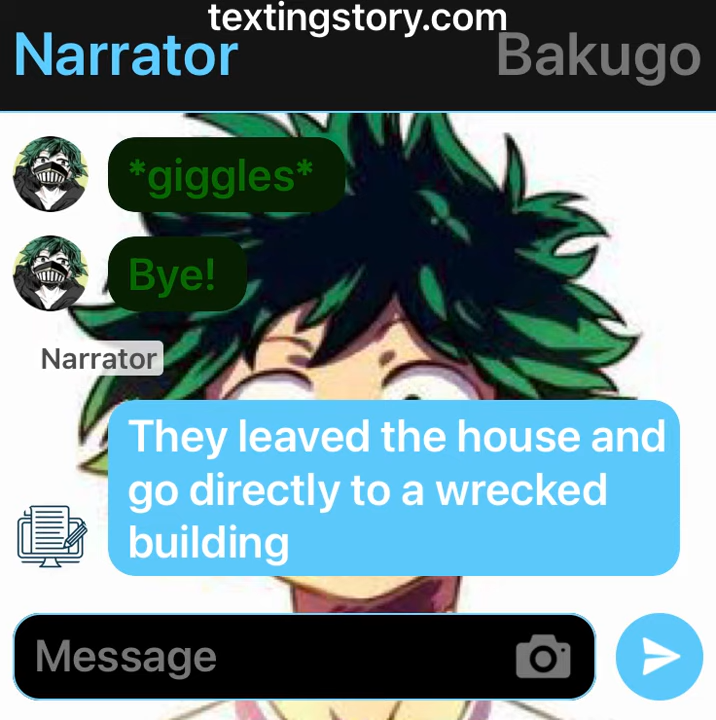 textingstory.com
Narrator Bakugo
*giggles*
Bye!
Narrator
They leaved the house and
go directly to a wrecked
building
Message